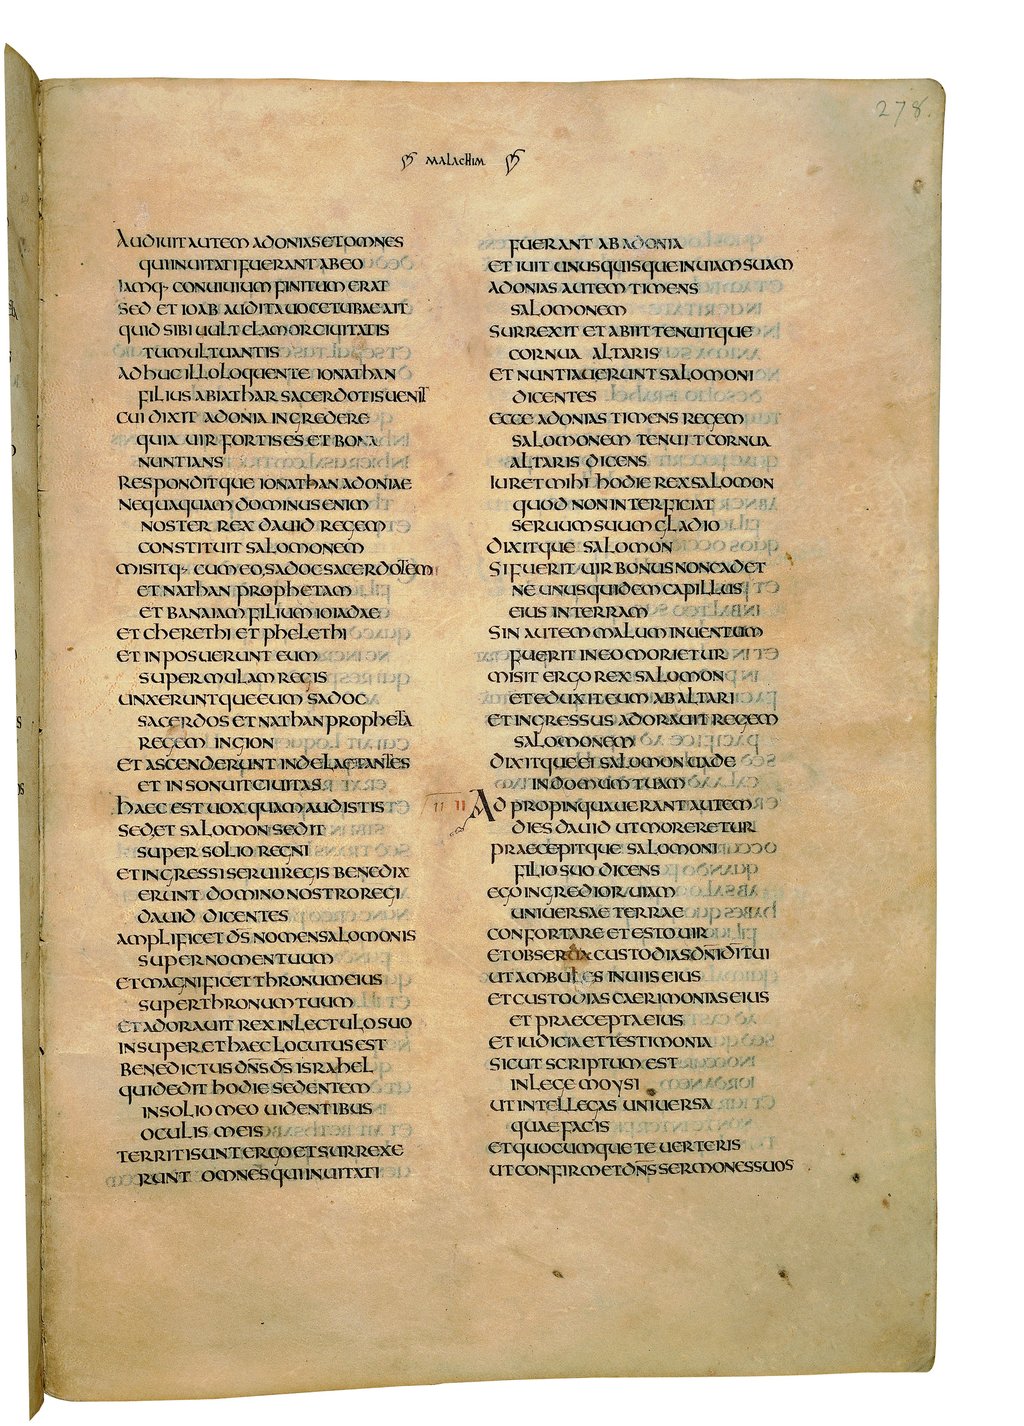 278.
MALACHIM
AUDIUIT AUTEM ADONIAS ET OMNES
QUI INUITATI FUERANT AB EO
IAMQ· CONUIUIUM FINITUM ERAT
SED ET IOAB AUDITA UOCE TUBAE AIT
QUID SIBI UULT CLAMOR CIUITATIS
TUMULTUANTIS
ADHUC ILLO LOQUENTE IONATHAN
FILIUS ABIATHAR SACERDOTIS UENIT
CUI DIXIT ADONIA INGREDERE
QUIA UIR FORTIS ES ET BONA
NUNTIANS
RESPONDITQUE IONATHAN ADONIAE
NEQUAQUAM DOMINUS ENIM
NOSTER REX DAUID REGEM
CONSTITUIT SALOMONEM
MISITQ· CUM EO SADOC SACERDOTEM
ET NATHAN PROPHETAM
ET BANAIAM FILIUM IOIADAE
ET CHERETHI ET PHELETHI
ET INPOSUERUNT EUM
SUPER MULAM REGIS
UNXERUNTQUE EUM SADOC
SACERDOS ET NATHAN PROPHETA
REGEM IN GION
ET ASCENDERUNT INDE LAETANTES
ET INSONUIT CIUITAS
HAEC EST UOX QUAM AUDISTIS
SED ET SALOMON SEDIT
SUPER SOLIO REGNI
ET INGRESSI SERUI REGIS BENEDIX
ERUNT DOMINO NOSTRO REGI
DAUID DICENTES
AMPLIFICET D̅S NOMEN SALOMONIS
SUPER NOMEN TUUM
ET MAGNIFICET THRONUM EIUS
SUPER THRONUM TUUM
ET ADORAUIT REX IN LECTULO SUO
INSUPER ET HAEC LOCUTUS EST
BENEDICTUS D̅N̅S D̅S ISRAHEL
QUI DEDIT HODIE SEDENTEM
IN SOLIO MEO UIDENTIBUS
OCULIS MEIS
TERRITI SUNT ERGO ET SURREXE
RUNT OMNES QUI INUITATI
FUERANT AB ADONIA
ET IUIT UNUSQUISQUE IN UIAM SUAM
ADONIAS AUTEM TIMENS
SALOMONEM
SURREXIT ET ABIIT TENUITQUE
CORNUA ALTARIS
ET NUNTIAUERUNT SALOMONI
DICENTES
ECCE ADONIAS TIMENS REGEM
SALOMONEM TENUIT CORNUA
ALTARIS DICENS
IURET MIHI HODIE REX SALOMON
QUOD NON INTERFICIAT
SERUUM SUUM GLADIO
DIXITQUE SALOMON
SI FUERIT UIR BONUS NON CADET
NE UNUS QUIDEM CAPILLUS
EIUS IN TERRAM
SIN AUTEM MALUM INUENTUM
FUERIT IN EO MORIETUR
MISIT ERGO REX SALOMON
ET EDUXIT EUM AB ALTARI
ET INGRESSUS ADORAUIT REGEM
SALOMONEM
DIXITQUE EI SALOMON UADE
IN DOMUM TUAM
II II ADPROPINQUAUERANT AUTEM
DIES DAUID UT MORERETUR
PRAECEPITQUE SALOMONI
FILIO SUO DICENS
EGO INGREDIOR UIAM
UNIUERSAE TERRAE
CONFORTARE ET ESTO UIR
ET OBSERUA CUSTODIAS D̅N̅I D̅I TUI
UT AMBULES IN UIIS EIUS
ET CUSTODIAS CAERIMONIAS EIUS
ET PRAECEPTA EIUS
ET IUDICIA ET TESTIMONIA
SICUT SCRIPTUM EST
IN LEGE MOYSI
UT INTELLEGAS UNIUERSA
QUAE FACIS
ET QUOCUMQUE TE UERTERIS
UT CONFIRMET D̅N̅S SERMONES SUOS